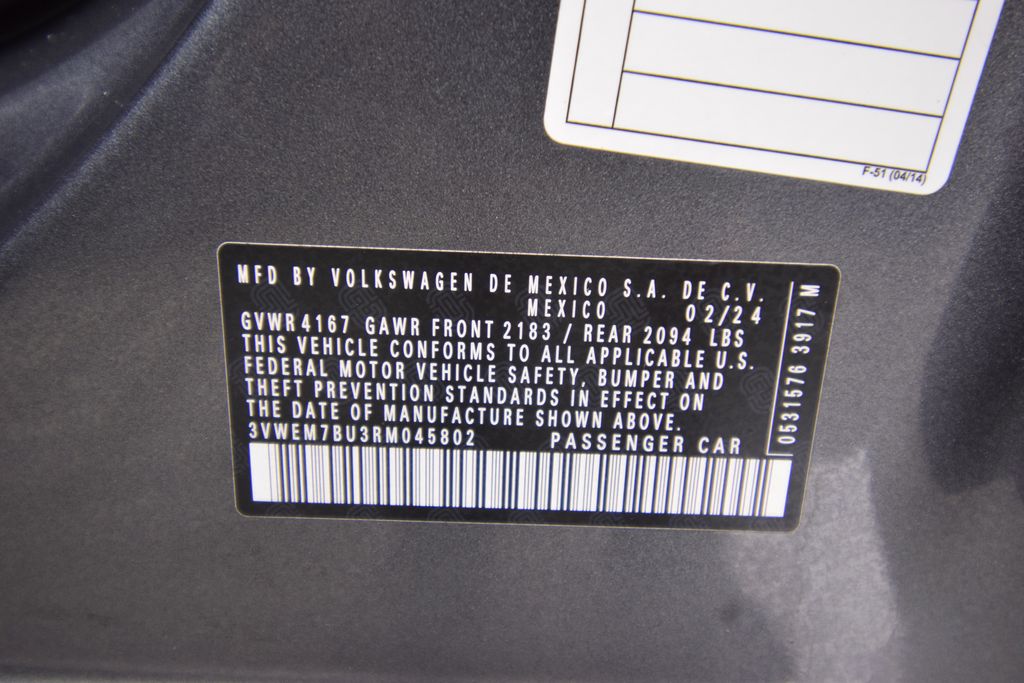 F-51 (04/14)
MFD BY VOLKSWAGEN DE MEXICO S.A. DE C.V.
MEXICO 02/24
GVWR 4167 GAWR FRONT 2183 / REAR 2094 LBS
THIS VEHICLE CONFORMS TO ALL APPLICABLE U.S.
FEDERAL MOTOR VEHICLE SAFETY, BUMPER AND
THEFT PREVENTION STANDARDS IN EFFECT ON
THE DATE OF MANUFACTURE SHOWN ABOVE.
3VWEM7BU3RM045802 PASSENGER CAR
0531576 3917 M